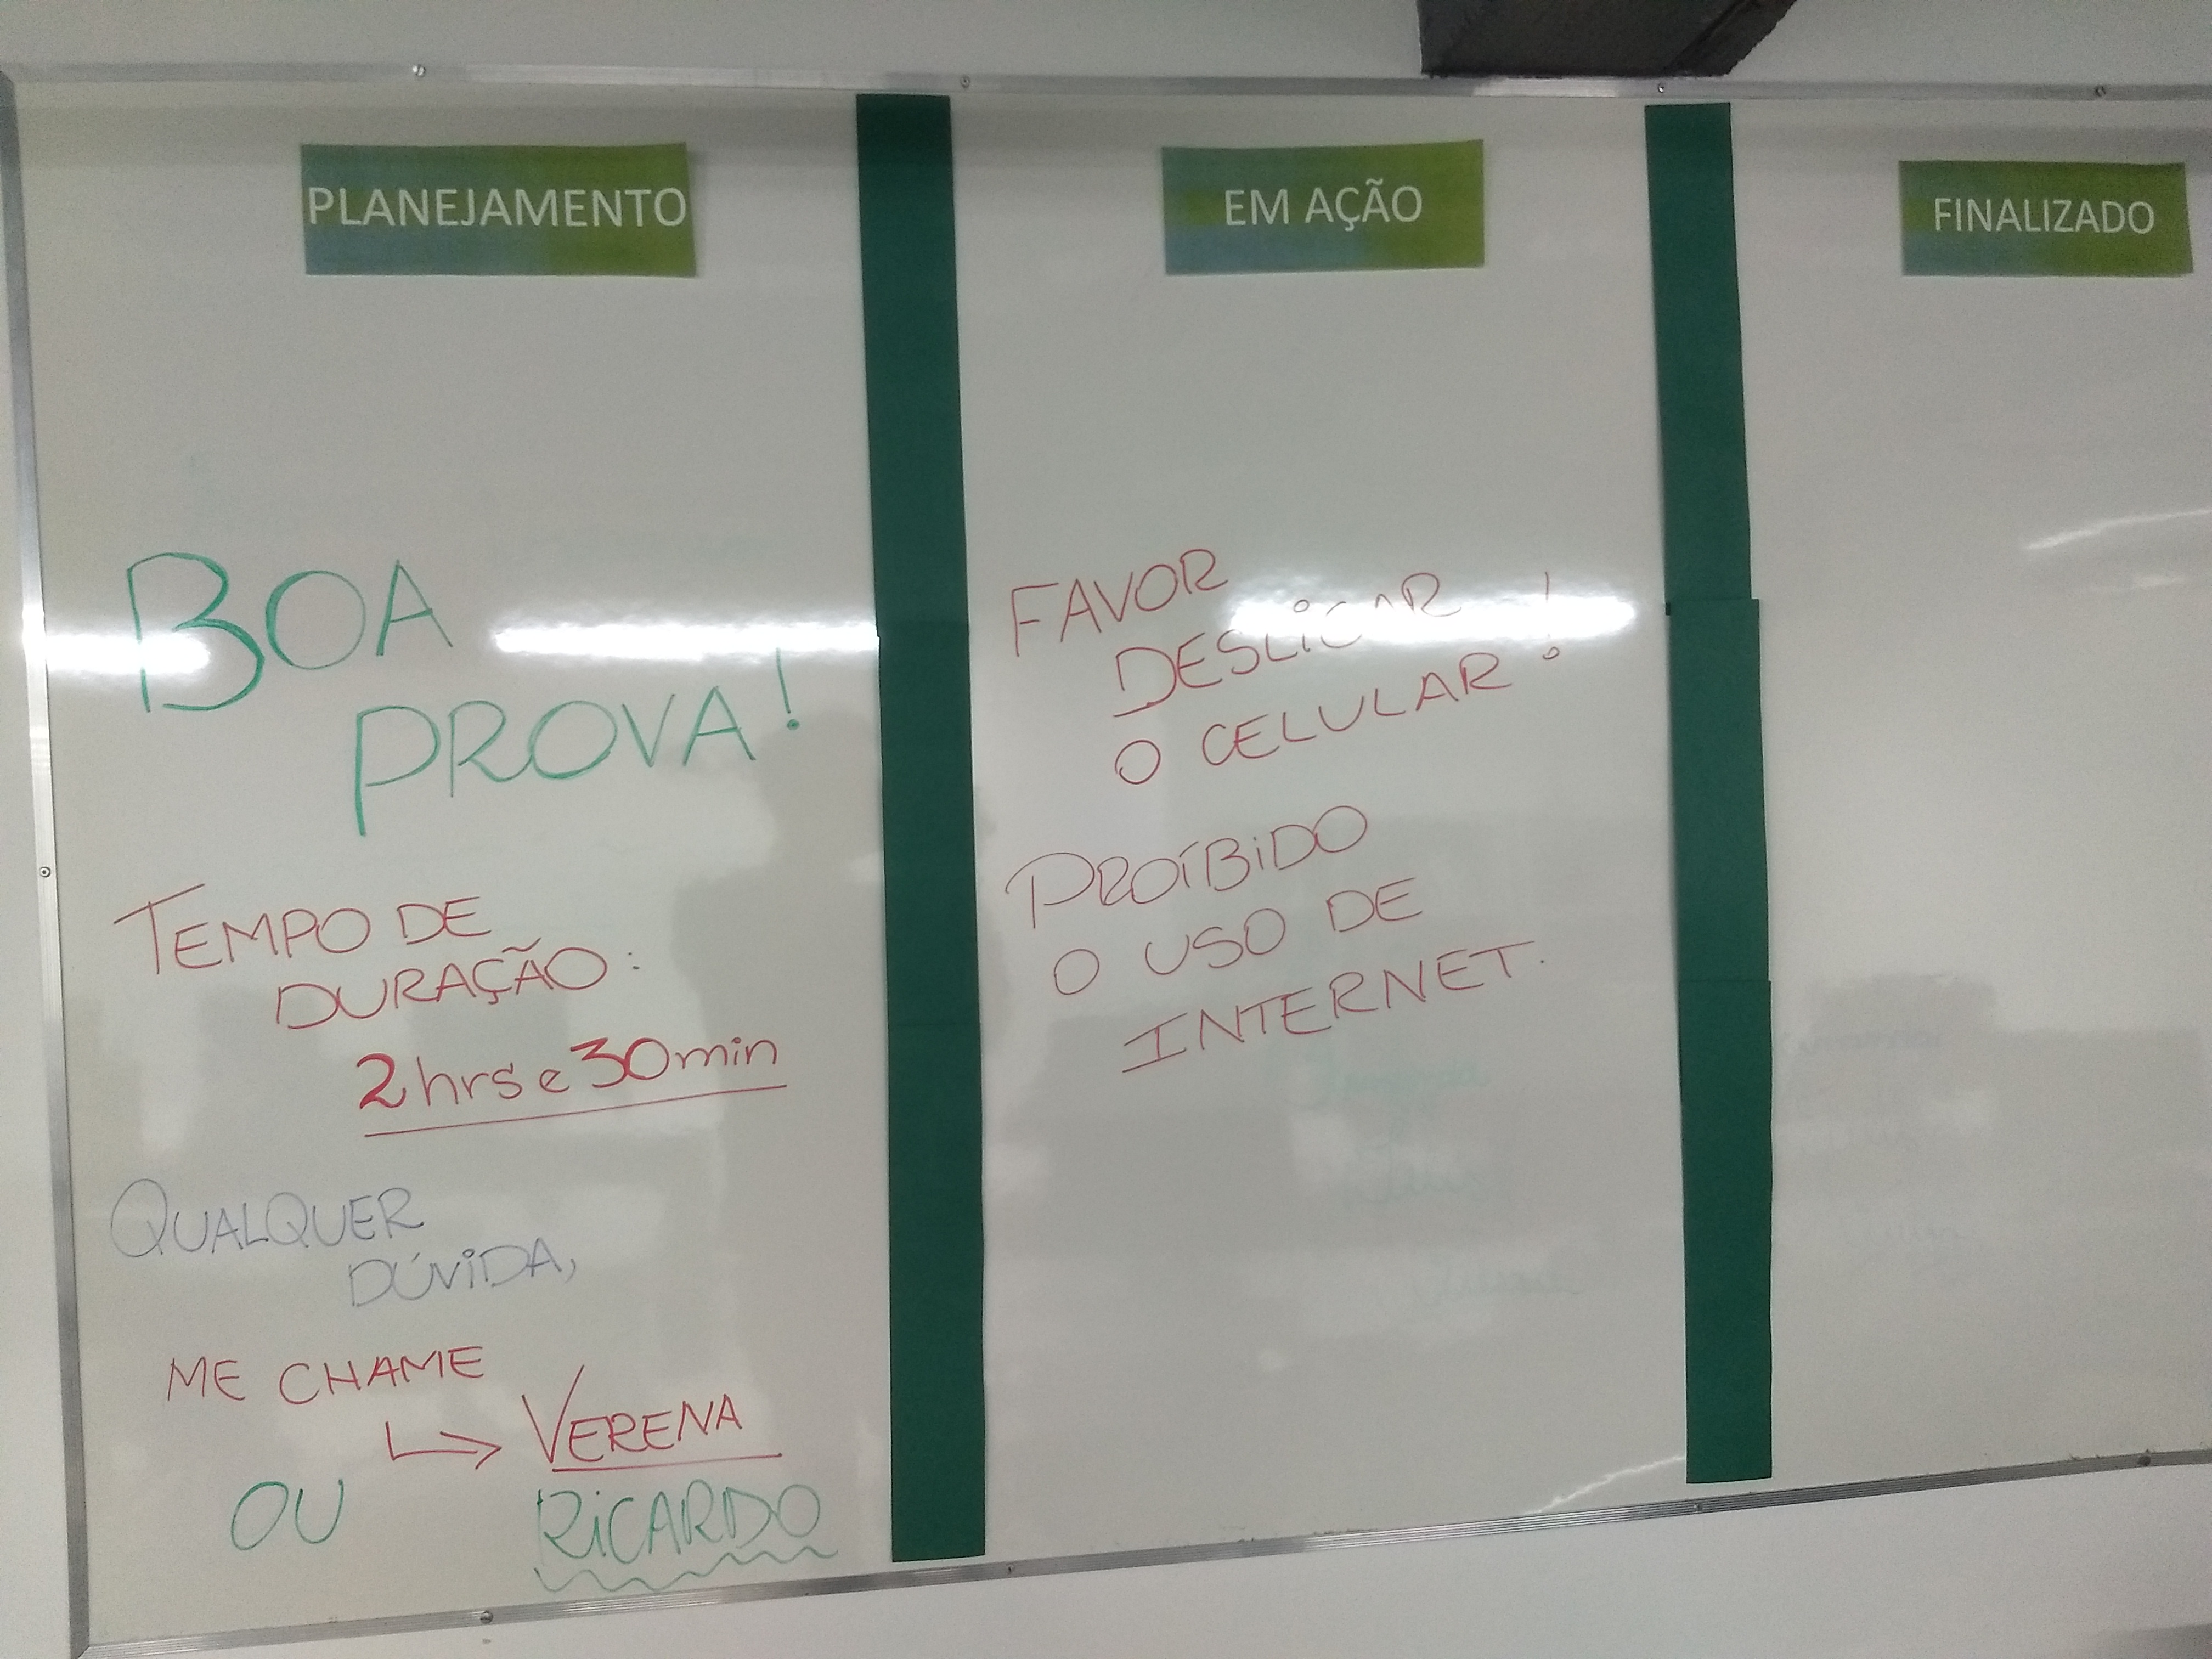 PLANEJAMENTO
BOA
PROVA!
TEMPO DE
DURAÇÃO:
2hrs e 30min
QUALQUER
DÚVIDA,
ME CHAME
VERENA
OU RICARDO
EM AÇÃO
FAVOR
DESLIGAR
O CELULAR!
PROÍBIDO
O USO DE
INTERNET.
FINALIZADO